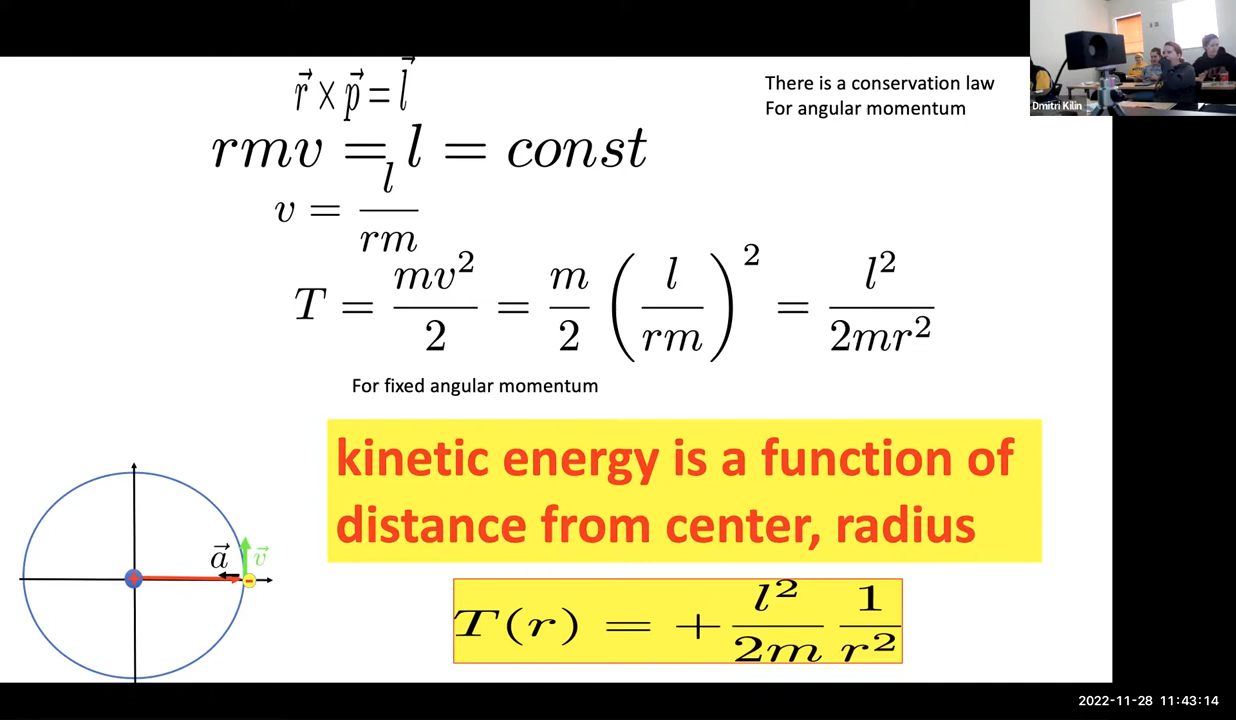 r⃗ × p⃗ = l⃗
There is a conservation law
For angular momentum
Dmitri Kilin
rmv = l = const
v = l/rm
T = mv²/2 = m/2 (l/rm)² = l²/2mr²
For fixed angular momentum
kinetic energy is a function of
distance from center, radius
a⃗ v⃗
+ -
T(r) = + l²/2m 1/r²
2022-11-28 11:43:14